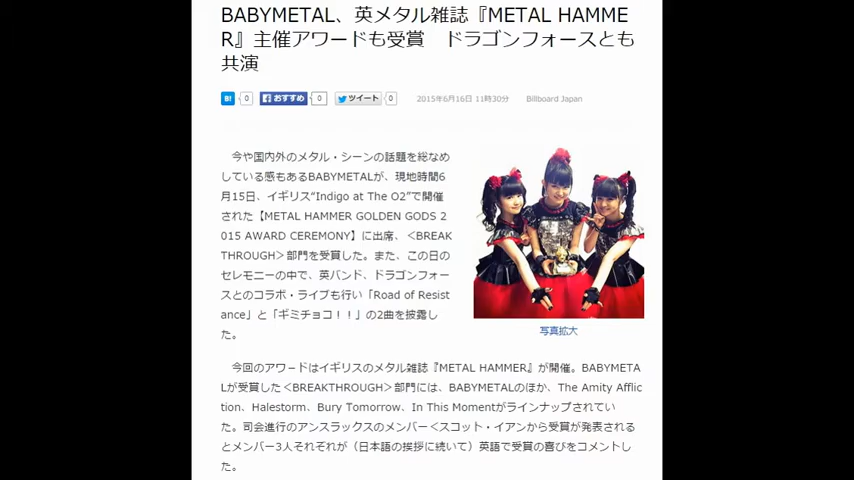 BABYMETAL、英メタル雑誌『METAL HAMME
R』主催アワードも受賞　ドラゴンフォースとも
共演
B! 0 おすすめ 0 ツイート 0 2015年6月16日 11時30分 Billboard Japan
今や国内外のメタル・シーンの話題を総なめ
している感もあるBABYMETALが、現地時間6
月15日、イギリス“Indigo at The O2”で開催
された【METAL HAMMER GOLDEN GODS 2
015 AWARD CEREMONY】に出席、＜BREAK
THROUGH＞部門を受賞した。また、この日の
セレモニーの中で、英バンド、ドラゴンフォー
スとのコラボ・ライブも行い「Road of Resist
ance」と「ギミチョコ！！」の2曲を披露し
た。
写真拡大
今回のアワードはイギリスのメタル雑誌『METAL HAMMER』が開催。BABYMETA
Lが受賞した＜BREAKTHROUGH＞部門には、BABYMETALのほか、The Amity Afflic
tion、Halestorm、Bury Tomorrow、In This Momentがラインナップされてい
た。司会進行のアンスラックスのメンバー＜スコット・イアンから受賞が発表される
とメンバー3人それぞれが（日本語の挨拶に続いて）英語で受賞の喜びをコメントし
た。